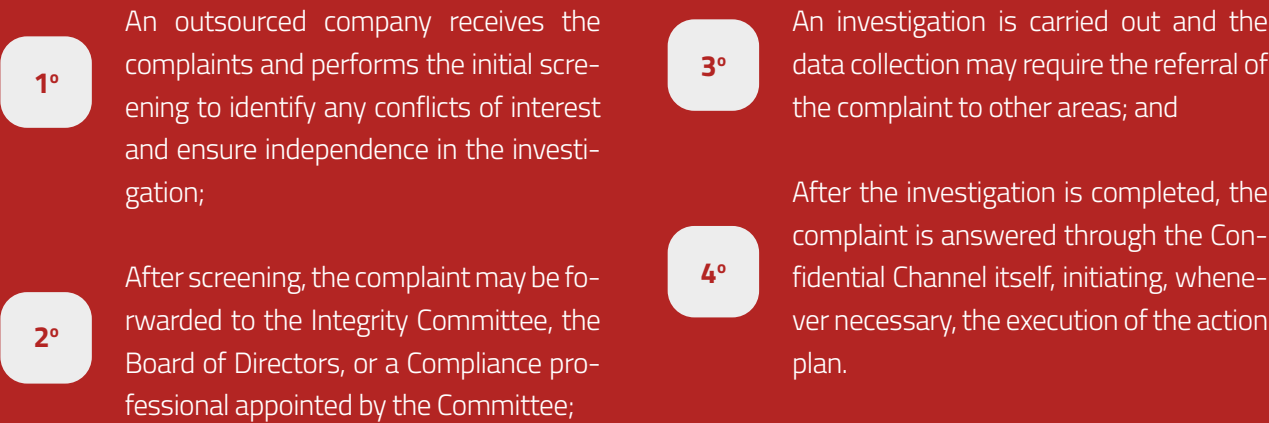 1º
An outsourced company receives the
complaints and performs the initial scre-
ening to identify any conflicts of interest
and ensure independence in the investi-
gation;
2º
After screening, the complaint may be fo-
rwarded to the Integrity Committee, the
Board of Directors, or a Compliance pro-
fessional appointed by the Committee;
3º
An investigation is carried out and the
data collection may require the referral of
the complaint to other areas; and
4º
After the investigation is completed, the
complaint is answered through the Con-
fidential Channel itself, initiating, whene-
ver necessary, the execution of the action
plan.